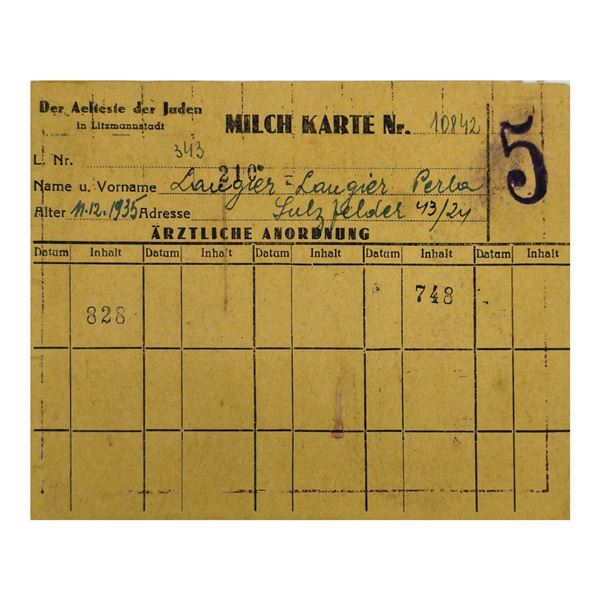 Der Aelteste der Juden
in Litzmannstadt
MILCH KARTE Nr. 10842
5
L. Nr. 343
210
Name u. Vorname Laugier-Laugier Perla
Alter 11.12.1935 Adresse Sulzfelder 43/24
ÄRZTLICHE ANORDNUNG
Datum Inhalt Datum Inhalt Datum Inhalt Datum Inhalt Datum Inhalt
748
828